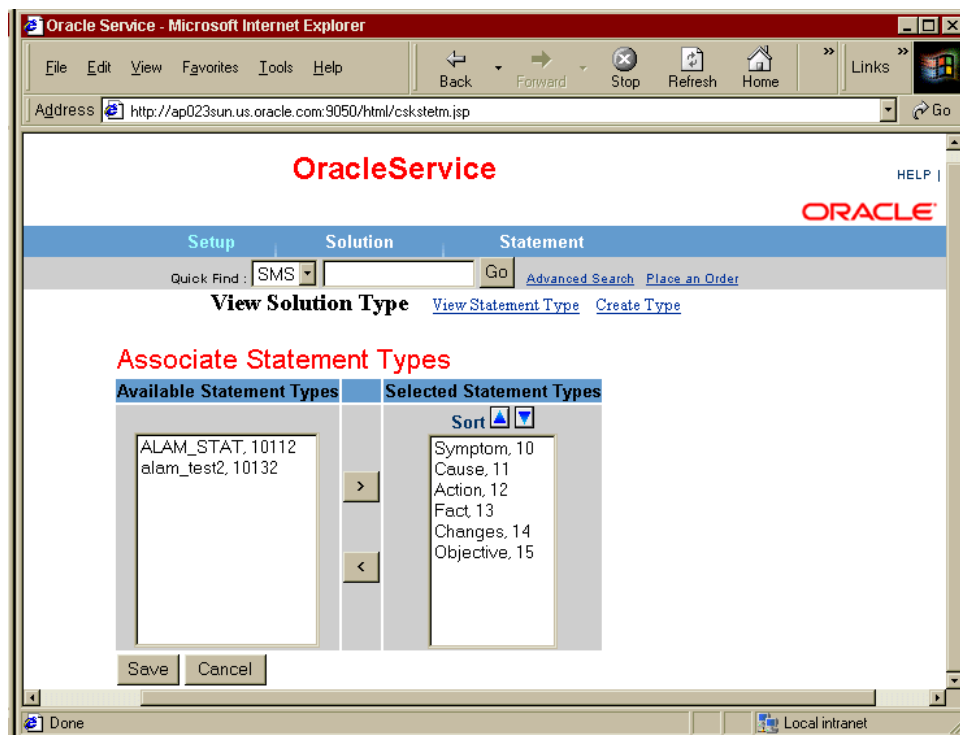 Oracle Service - Microsoft Internet Explorer
File Edit View Favorites Tools Help
Back Forward Stop Refresh Home » Links »
Address http://ap023sun.us.oracle.com:9050/html/cskstetm.jsp Go
OracleService
HELP |
ORACLE
Setup Solution Statement
Quick Find : SMS Go Advanced Search Place an Order
View Solution Type View Statement Type Create Type
Associate Statement Types
Available Statement Types Selected Statement Types
Sort
ALAM_STAT, 10112
alam_test2, 10132
>
<
Symptom, 10
Cause, 11
Action, 12
Fact, 13
Changes, 14
Objective, 15
Save Cancel
Done Local intranet